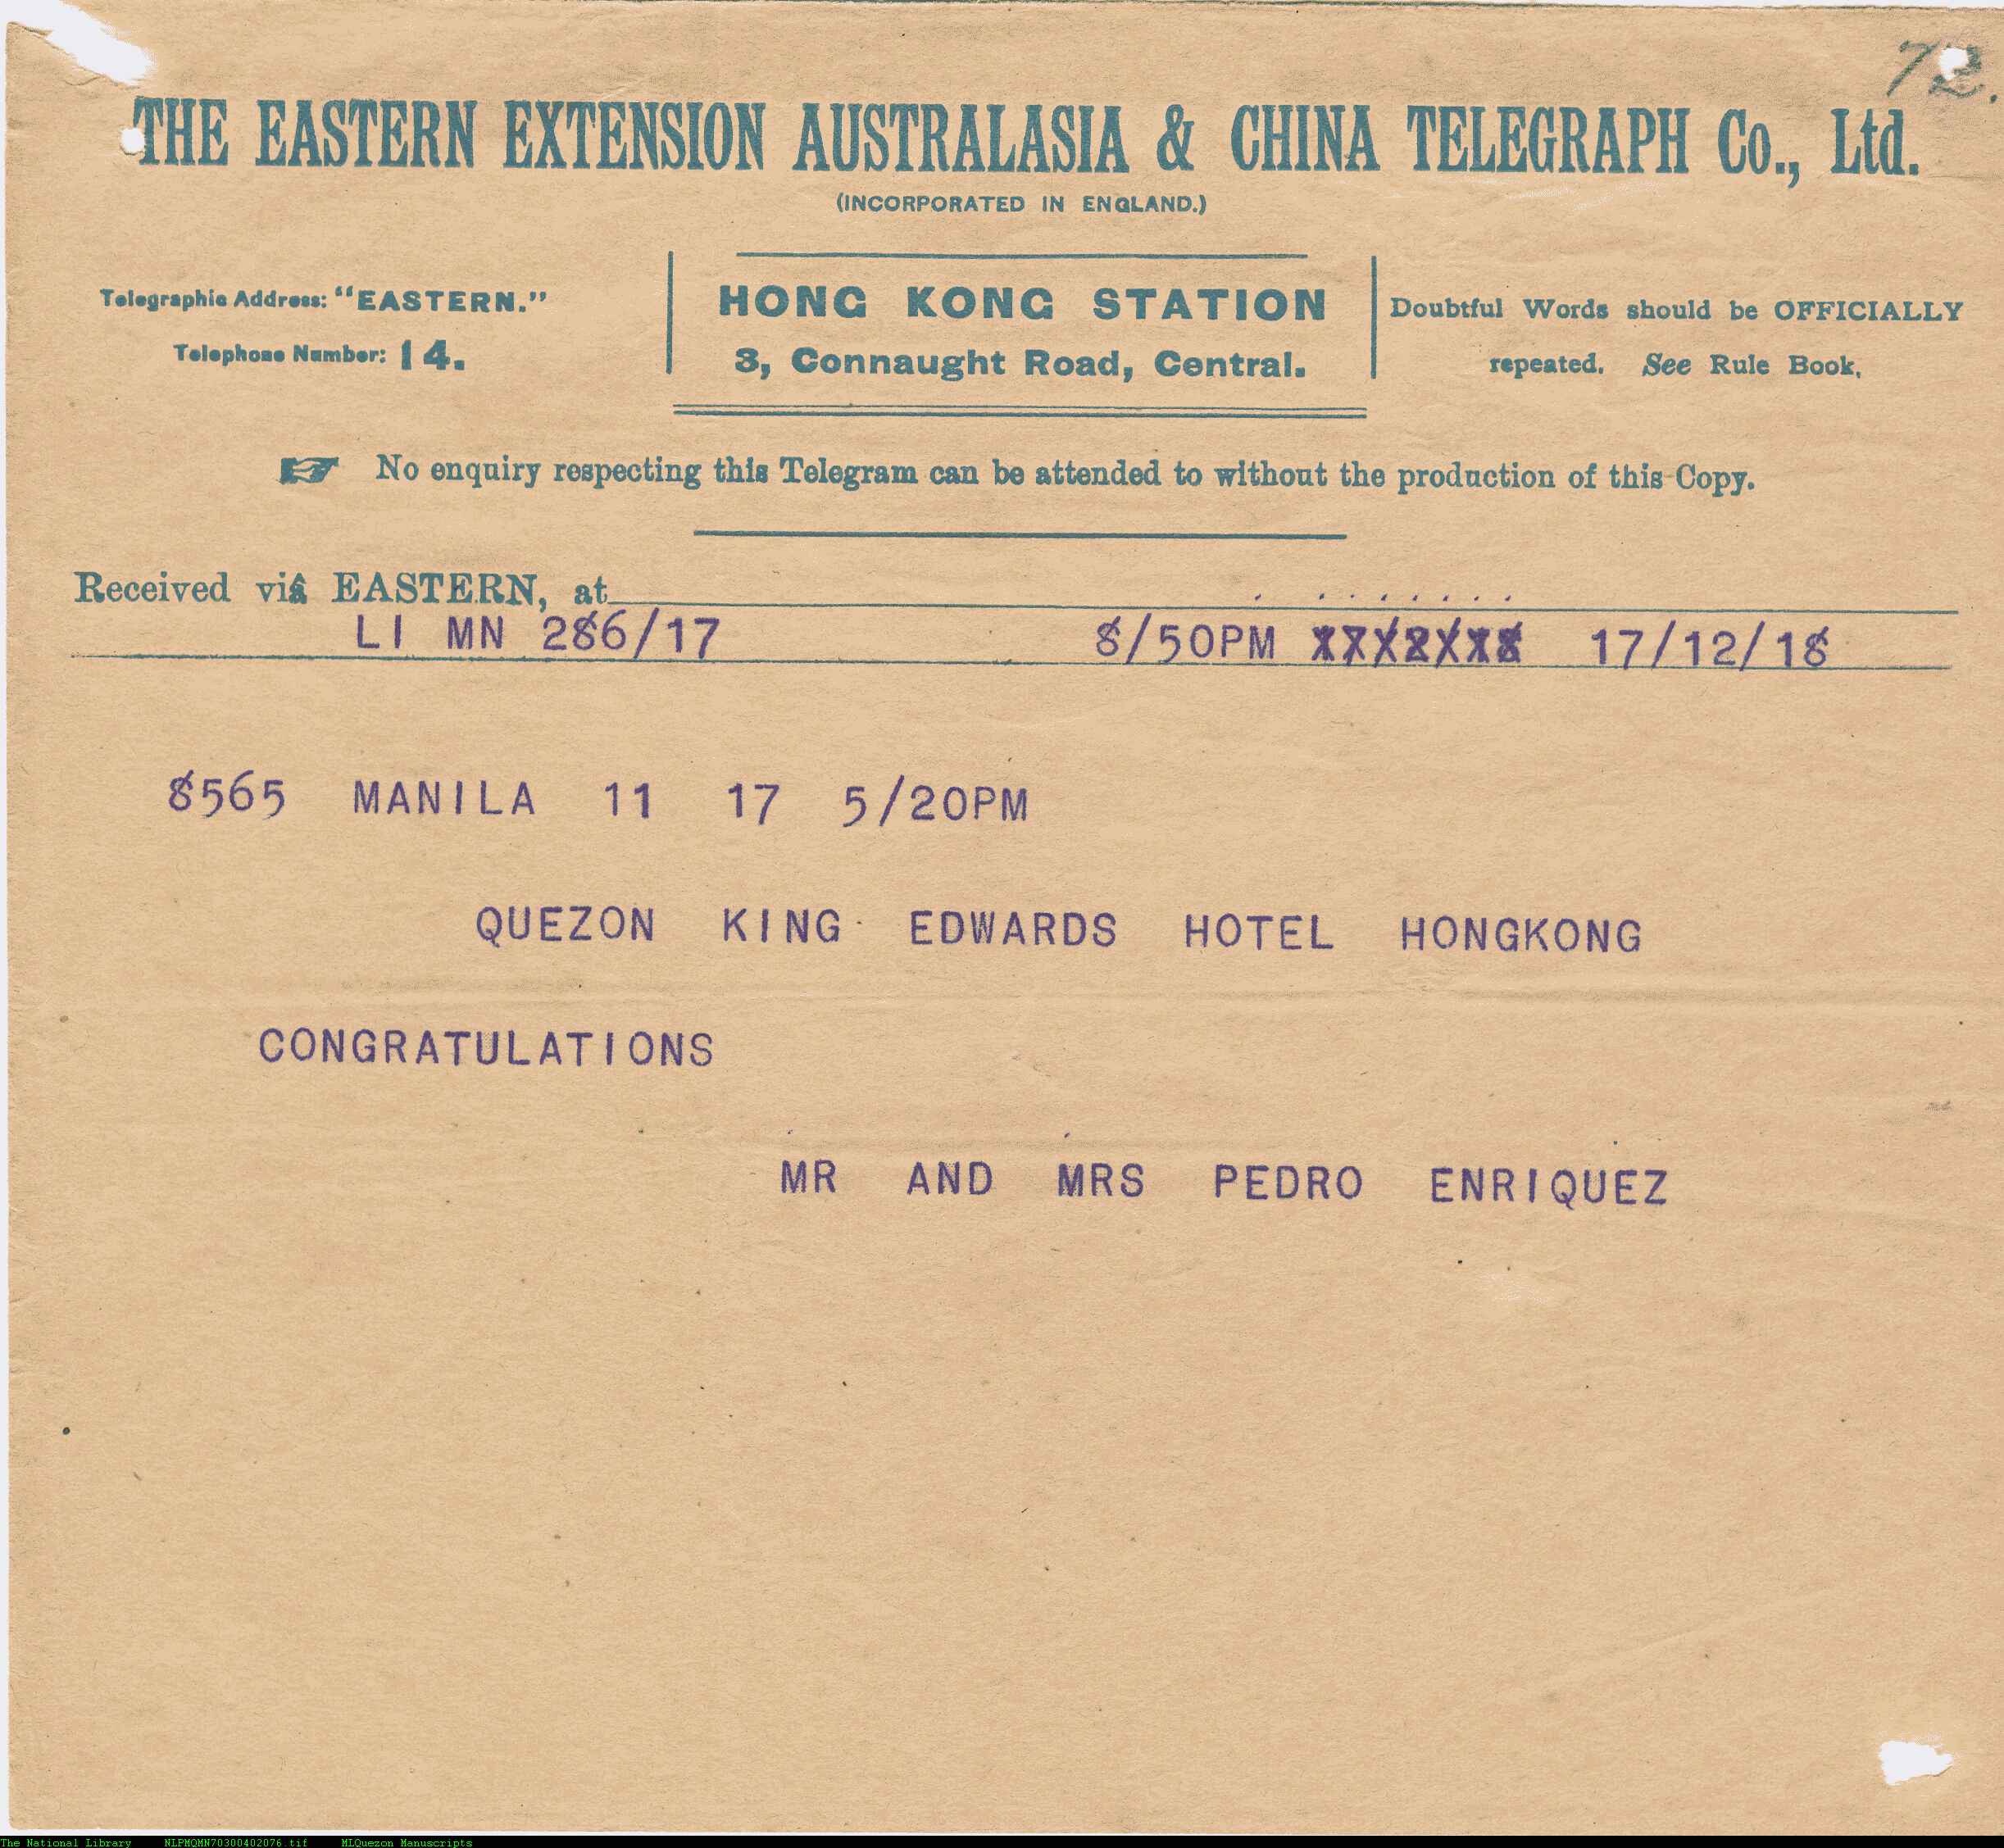 72.
THE EASTERN EXTENSION AUSTRALASIA & CHINA TELEGRAPH Co., Ltd.
(INCORPORATED IN ENGLAND.)
Telegraphic Address: "EASTERN."
Telephone Number: 14.
HONG KONG STATION
3, Connaught Road, Central.
Doubtful Words should be OFFICIALLY
repeated. See Rule Book.
☞ No enquiry respecting this Telegram can be attended to without the production of this Copy.
Received viâ EASTERN, at
LI MN 286/17 8/50PM 17/12/18
8565 MANILA 11 17 5/20PM
QUEZON KING EDWARDS HOTEL HONGKONG
CONGRATULATIONS
MR AND MRS PEDRO ENRIQUEZ
The National Library NLPMQMN70300402076.tif MLQuezon Manuscripts